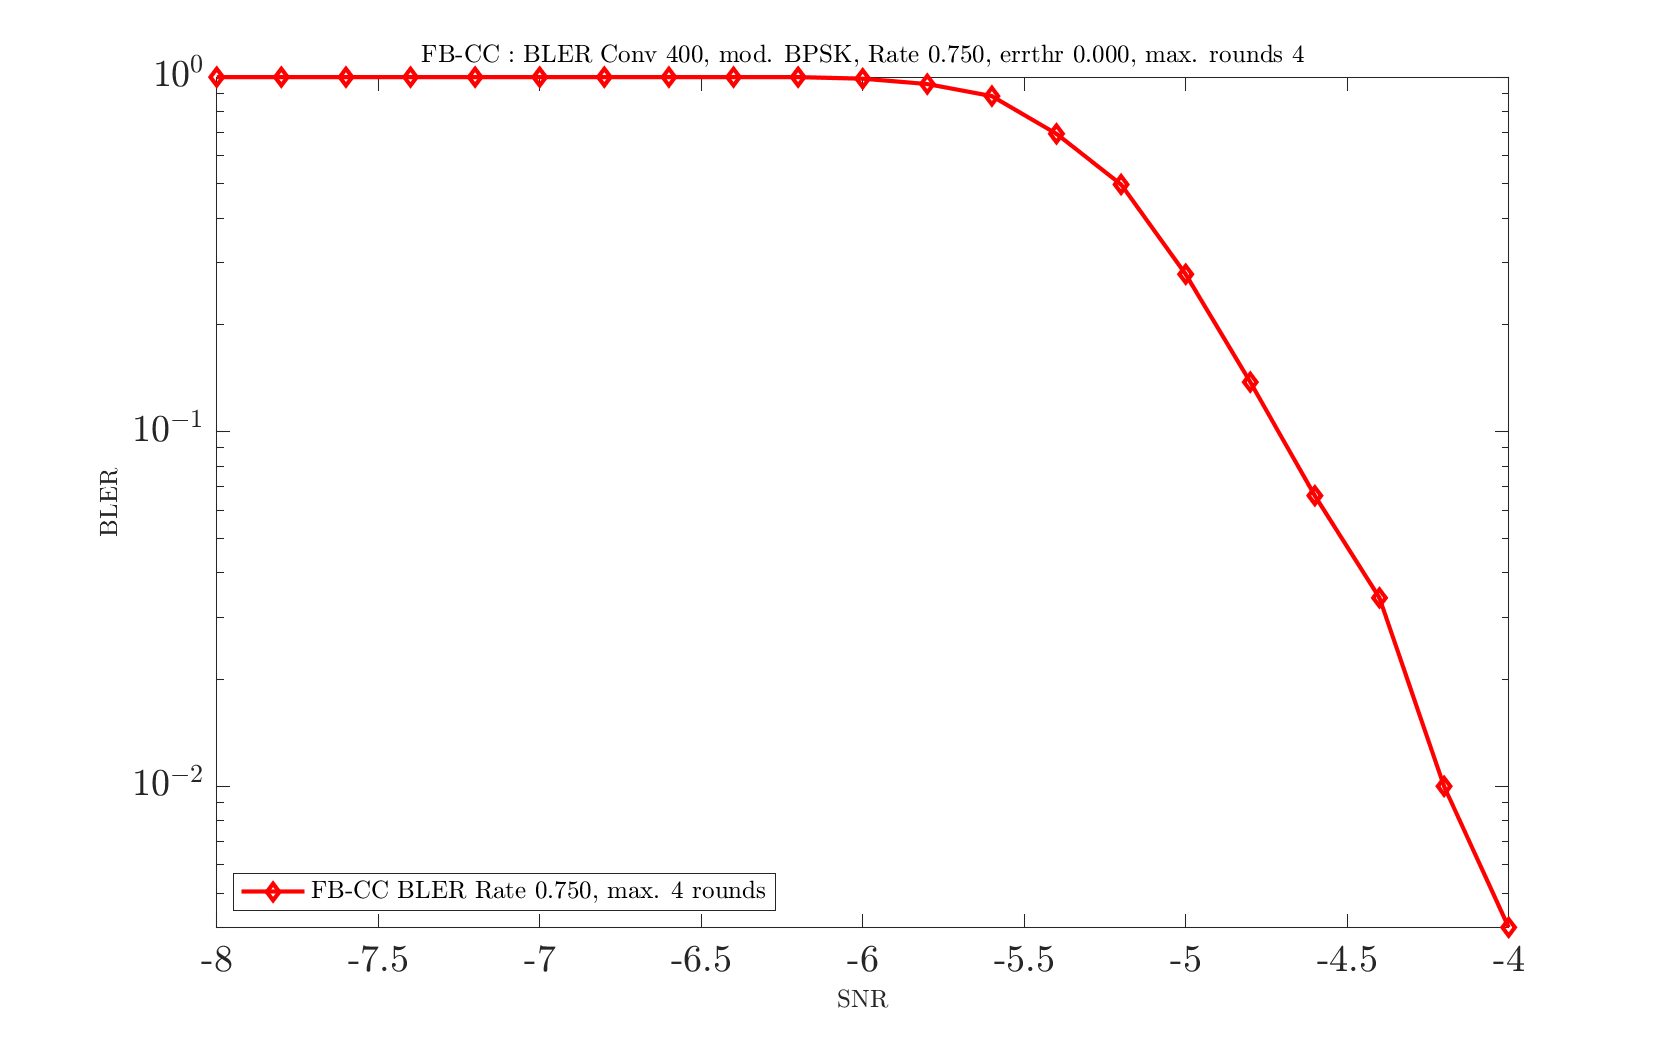 FB-CC : BLER Conv 400, mod. BPSK, Rate 0.750, errthr 0.000, max. rounds 4
10^0
10^{-1}
BLER
10^{-2}
FB-CC BLER Rate 0.750, max. 4 rounds
-8 -7.5 -7 -6.5 -6 -5.5 -5 -4.5 -4
SNR